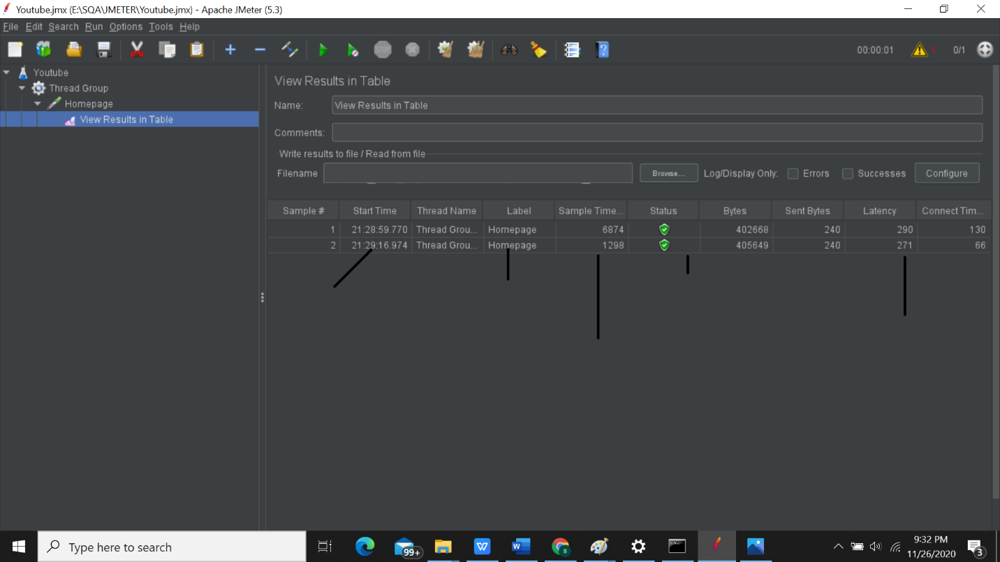 Youtube.jmx (E:\SQA\JMETER\Youtube.jmx) - Apache JMeter (5.3)
File Edit Search Run Options Tools Help
STOP 00:00:01 1 0/1
Youtube
Thread Group
Homepage
View Results in Table
View Results in Table
Name: View Results in Table
Comments:
Write results to file / Read from file
Filename Browse... Log/Display Only: Errors Successes Configure
Sample # Start Time Thread Name Label Sample Time... Status Bytes Sent Bytes Latency Connect Tim...
1 21:28:59.770 Thread Grou... Homepage 6874 402668 240 290 130
2 21:29:16.974 Thread Grou... Homepage 1298 405649 240 271 66
Type here to search 99+ 9:32 PM
11/26/2020 3